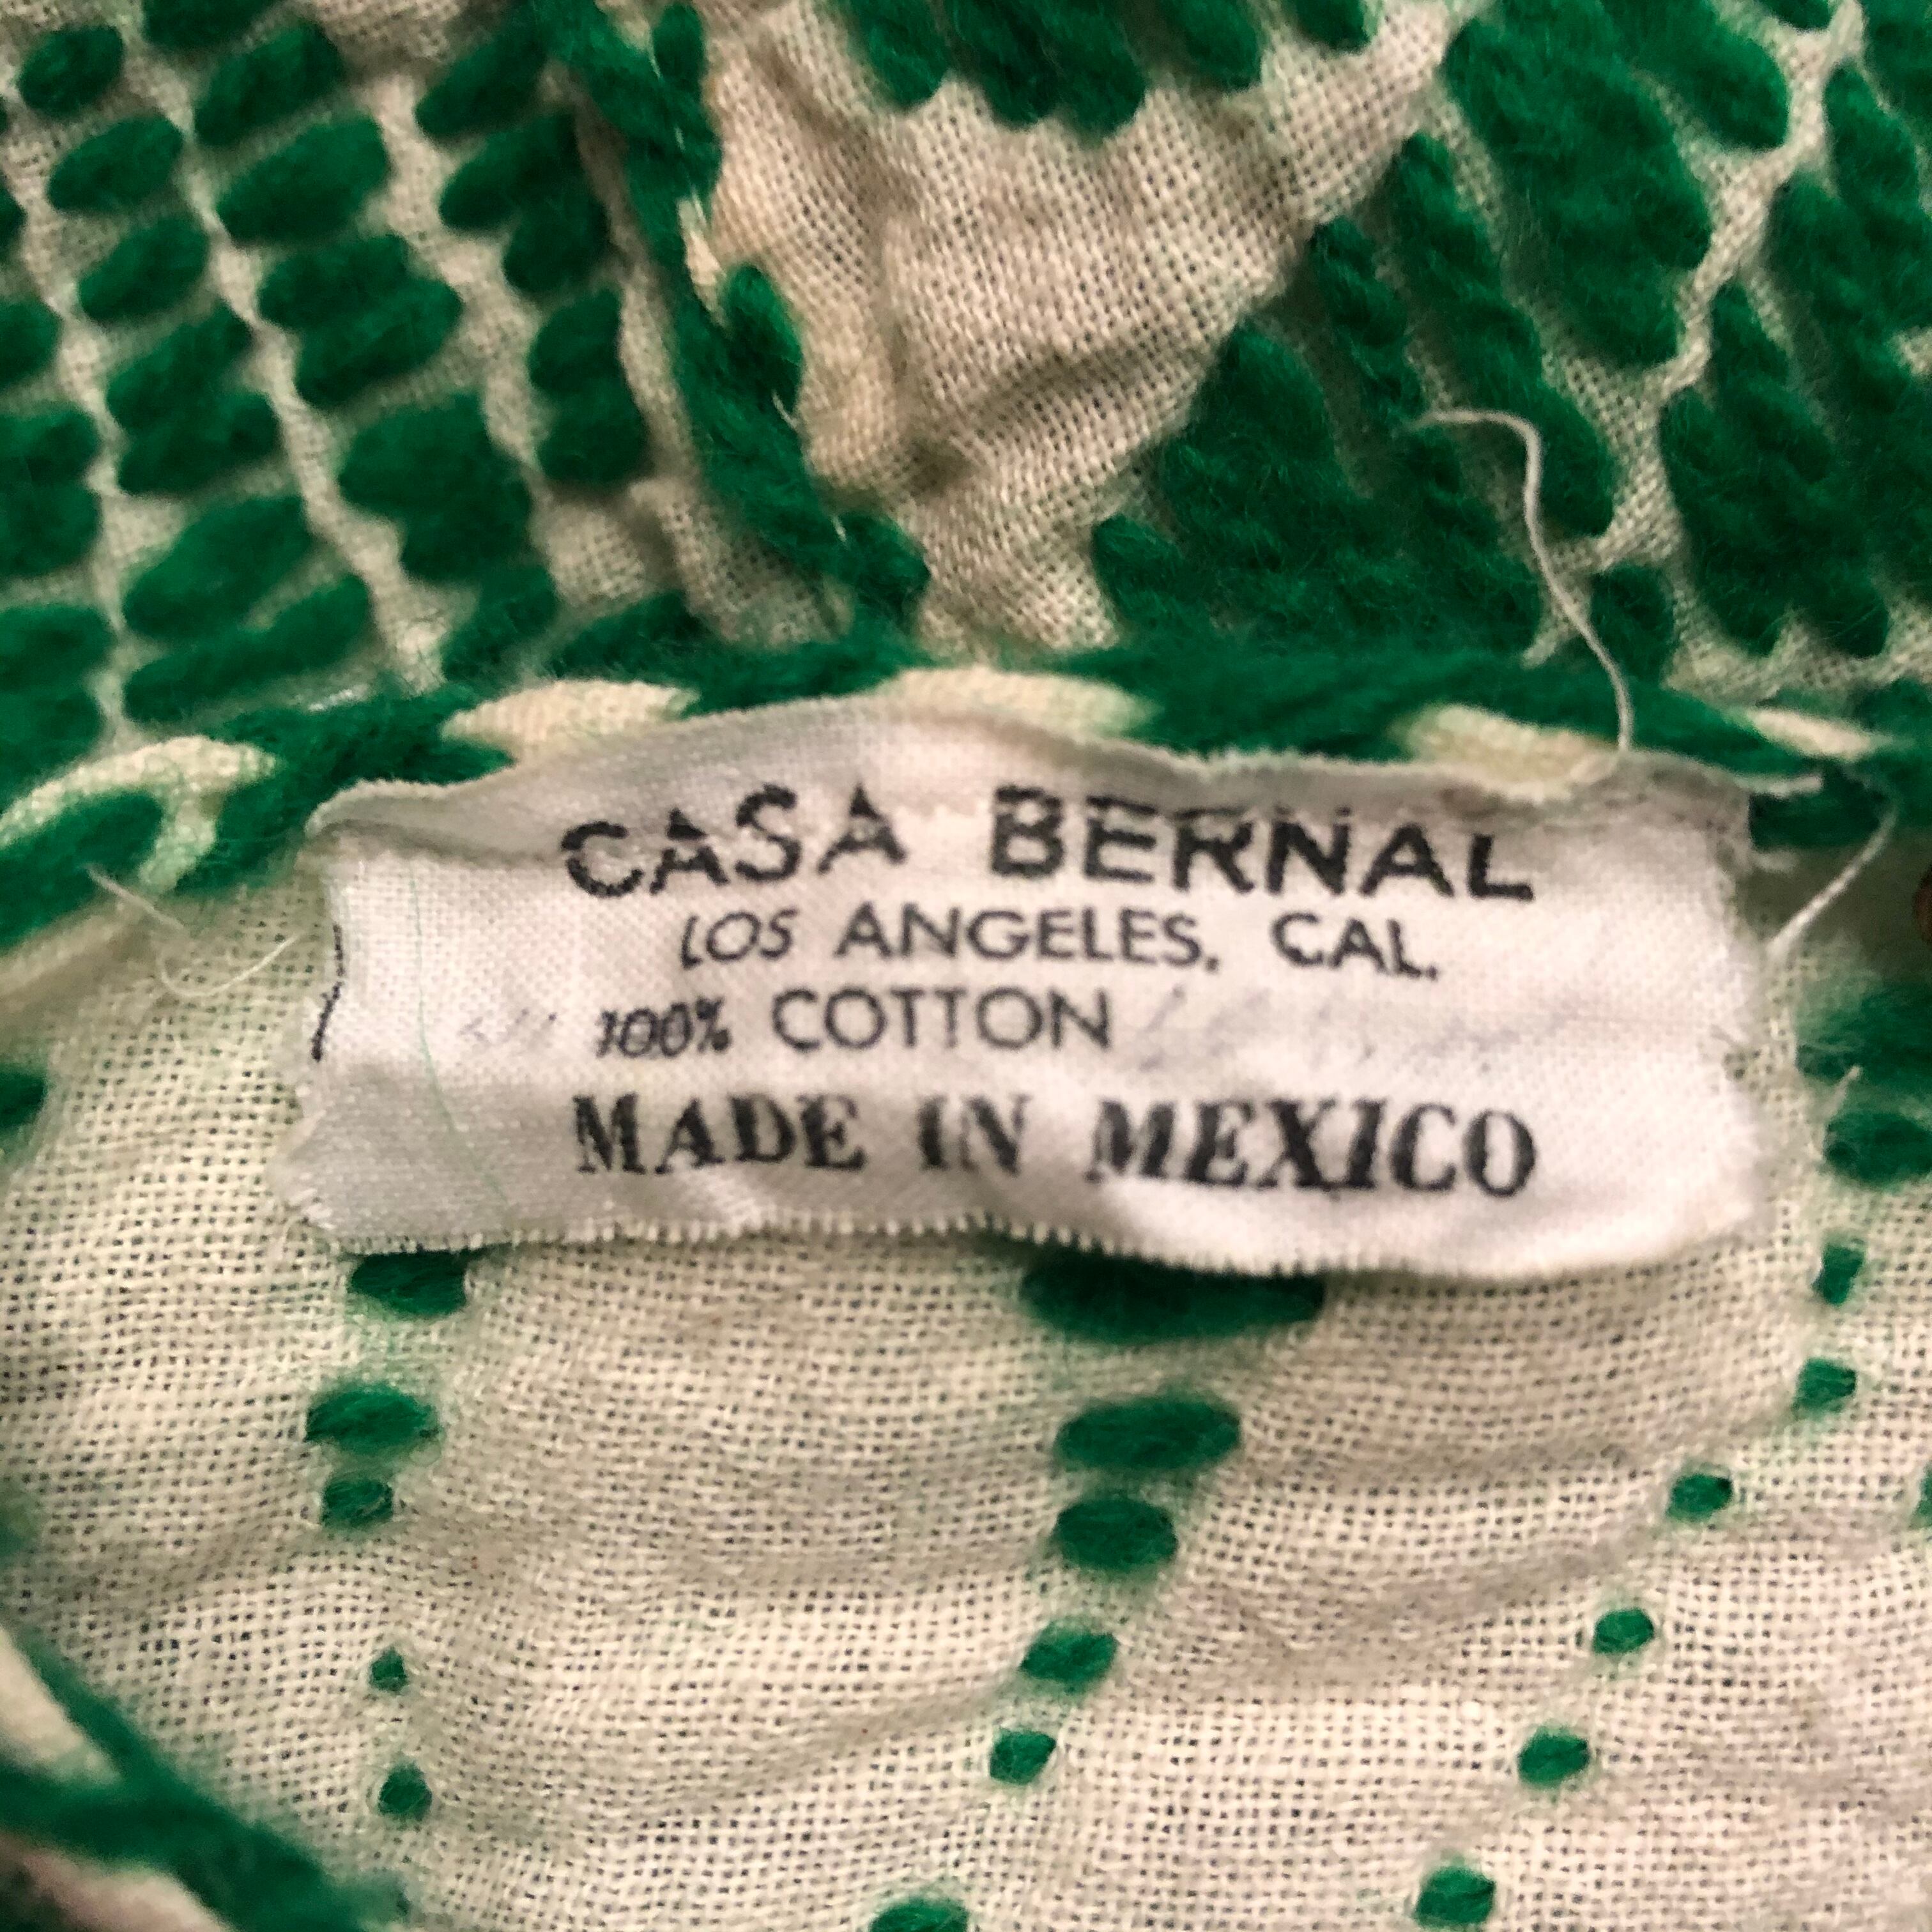 CASA BERNAL
LOS ANGELES, CAL.
100% COTTON
MADE IN MEXICO